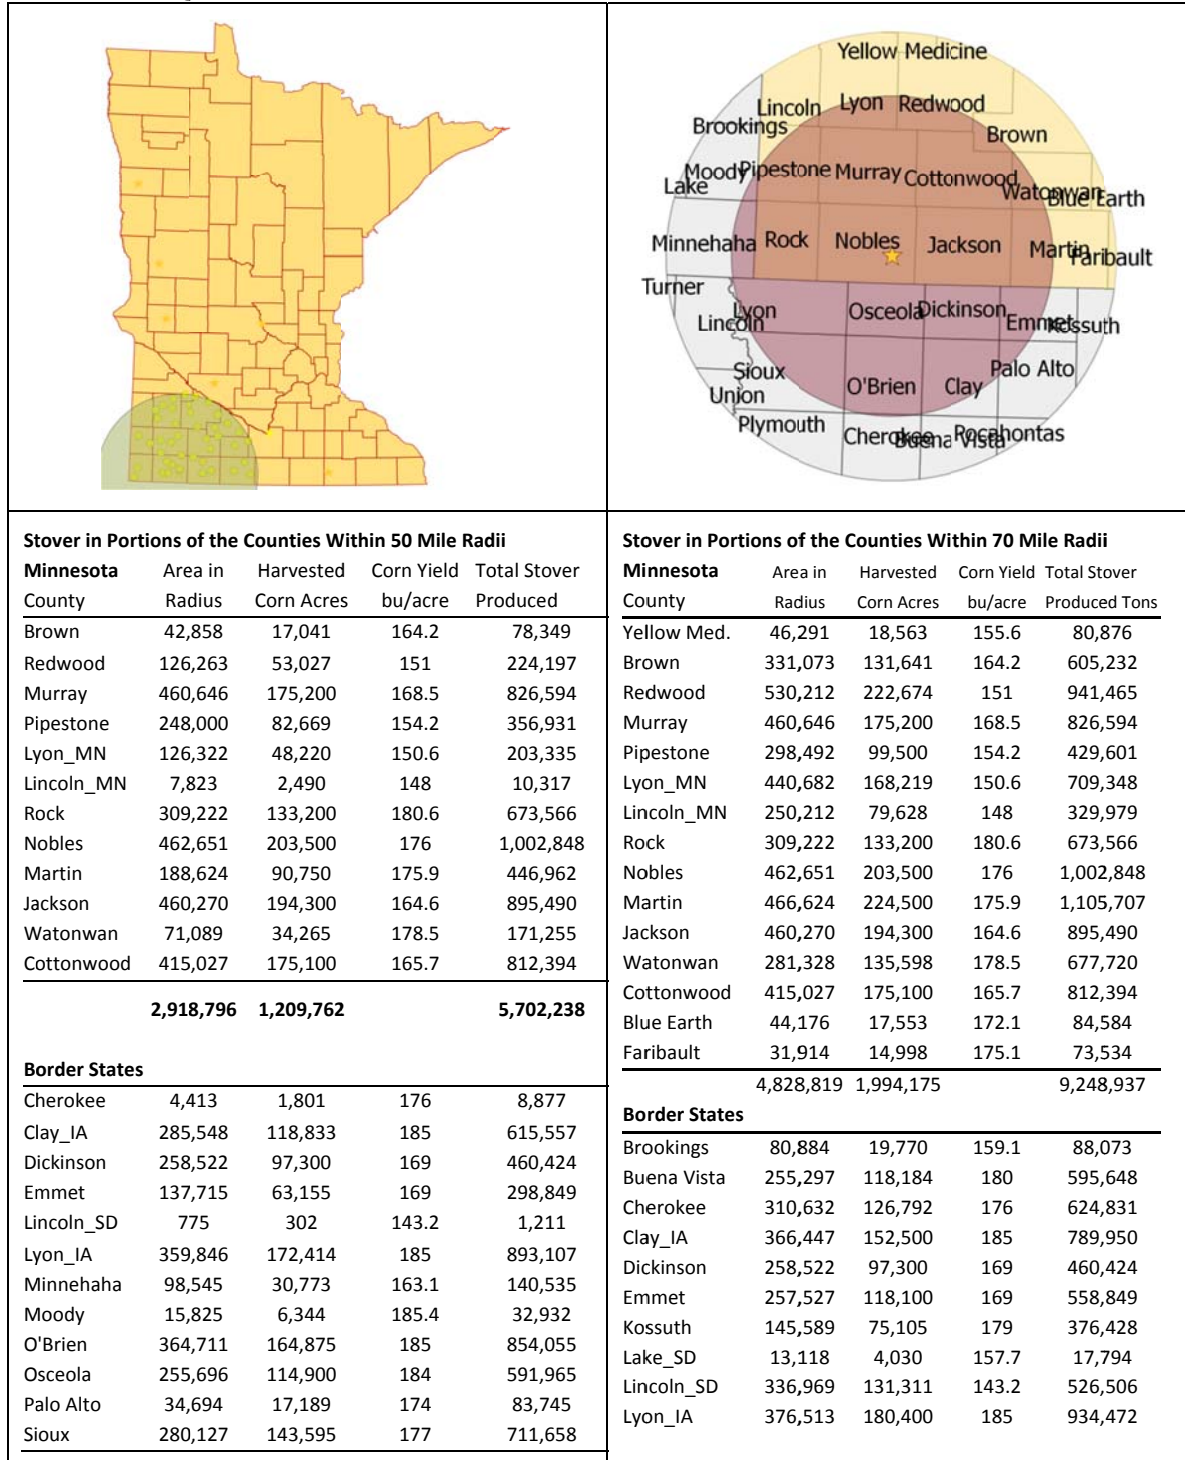 Yellow Medicine
Lincoln Lyon Redwood
Brookings Brown
Moody Pipestone Murray Cottonwood
Lake Watonwan Blue Earth
Minnehaha Rock Nobles Jackson Martin Faribault
Turner
Lyon Osceola Dickinson
Lincoln Emmet Kossuth
Sioux O'Brien Clay Palo Alto
Union
Plymouth Cherokee Buena Vista Pocahontas
Stover in Portions of the Counties Within 50 Mile Radii
Minnesota Area in Harvested Corn Yield Total Stover
County Radius Corn Acres bu/acre Produced
Brown 42,858 17,041 164.2 78,349
Redwood 126,263 53,027 151 224,197
Murray 460,646 175,200 168.5 826,594
Pipestone 248,000 82,669 154.2 356,931
Lyon_MN 126,322 48,220 150.6 203,335
Lincoln_MN 7,823 2,490 148 10,317
Rock 309,222 133,200 180.6 673,566
Nobles 462,651 203,500 176 1,002,848
Martin 188,624 90,750 175.9 446,962
Jackson 460,270 194,300 164.6 895,490
Watonwan 71,089 34,265 178.5 171,255
Cottonwood 415,027 175,100 165.7 812,394
2,918,796 1,209,762 5,702,238
Border States
Cherokee 4,413 1,801 176 8,877
Clay_IA 285,548 118,833 185 615,557
Dickinson 258,522 97,300 169 460,424
Emmet 137,715 63,155 169 298,849
Lincoln_SD 775 302 143.2 1,211
Lyon_IA 359,846 172,414 185 893,107
Minnehaha 98,545 30,773 163.1 140,535
Moody 15,825 6,344 185.4 32,932
O'Brien 364,711 164,875 185 854,055
Osceola 255,696 114,900 184 591,965
Palo Alto 34,694 17,189 174 83,745
Sioux 280,127 143,595 177 711,658
Stover in Portions of the Counties Within 70 Mile Radii
Minnesota Area in Harvested Corn Yield Total Stover
County Radius Corn Acres bu/acre Produced Tons
Yellow Med. 46,291 18,563 155.6 80,876
Brown 331,073 131,641 164.2 605,232
Redwood 530,212 222,674 151 941,465
Murray 460,646 175,200 168.5 826,594
Pipestone 298,492 99,500 154.2 429,601
Lyon_MN 440,682 168,219 150.6 709,348
Lincoln_MN 250,212 79,628 148 329,979
Rock 309,222 133,200 180.6 673,566
Nobles 462,651 203,500 176 1,002,848
Martin 466,624 224,500 175.9 1,105,707
Jackson 460,270 194,300 164.6 895,490
Watonwan 281,328 135,598 178.5 677,720
Cottonwood 415,027 175,100 165.7 812,394
Blue Earth 44,176 17,553 172.1 84,584
Faribault 31,914 14,998 175.1 73,534
4,828,819 1,994,175 9,248,937
Border States
Brookings 80,884 19,770 159.1 88,073
Buena Vista 255,297 118,184 180 595,648
Cherokee 310,632 126,792 176 624,831
Clay_IA 366,447 152,500 185 789,950
Dickinson 258,522 97,300 169 460,424
Emmet 257,527 118,100 169 558,849
Kossuth 145,589 75,105 179 376,428
Lake_SD 13,118 4,030 157.7 17,794
Lincoln_SD 336,969 131,311 143.2 526,506
Lyon_IA 376,513 180,400 185 934,472